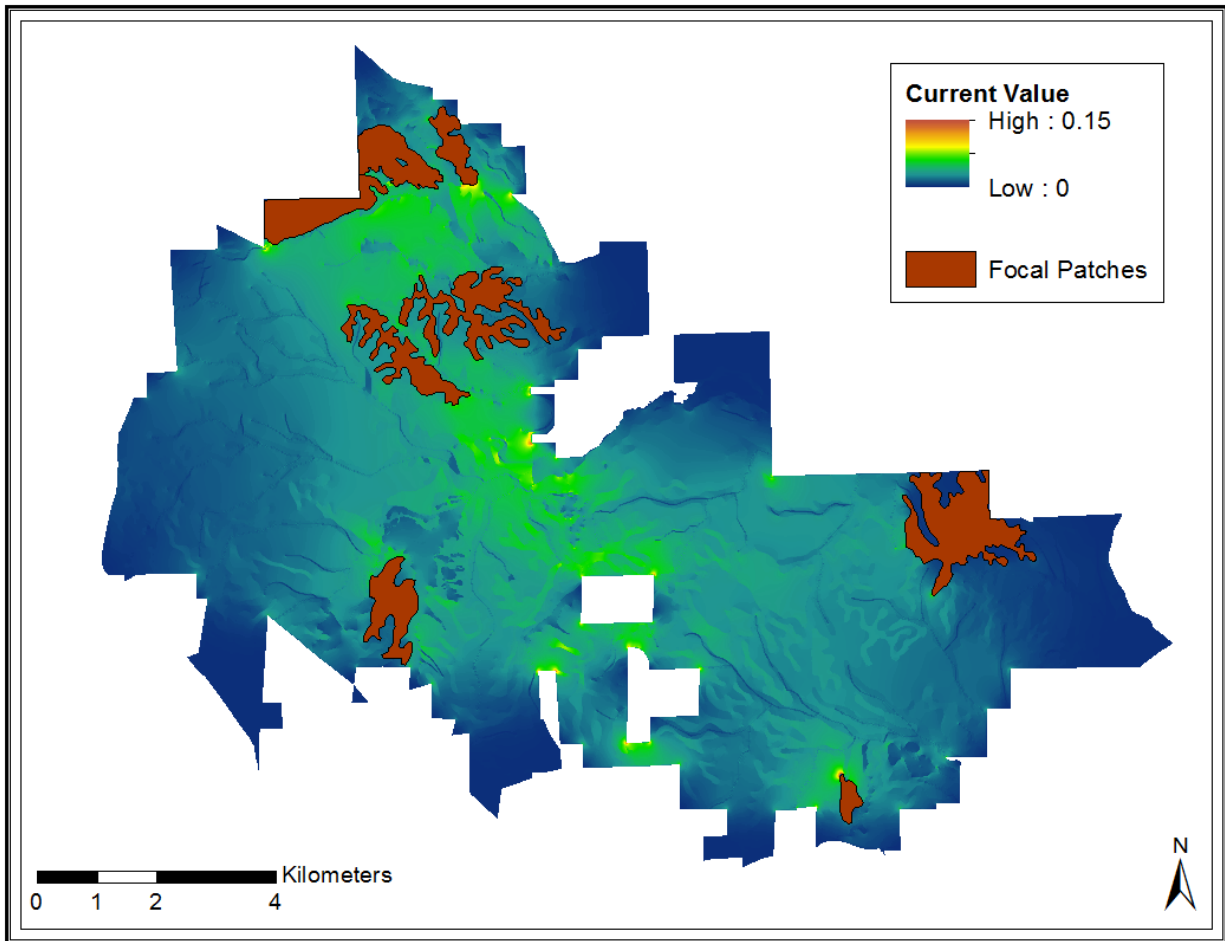 Current Value
High : 0.15
Low : 0
Focal Patches
N
Kilometers
0 1 2 4